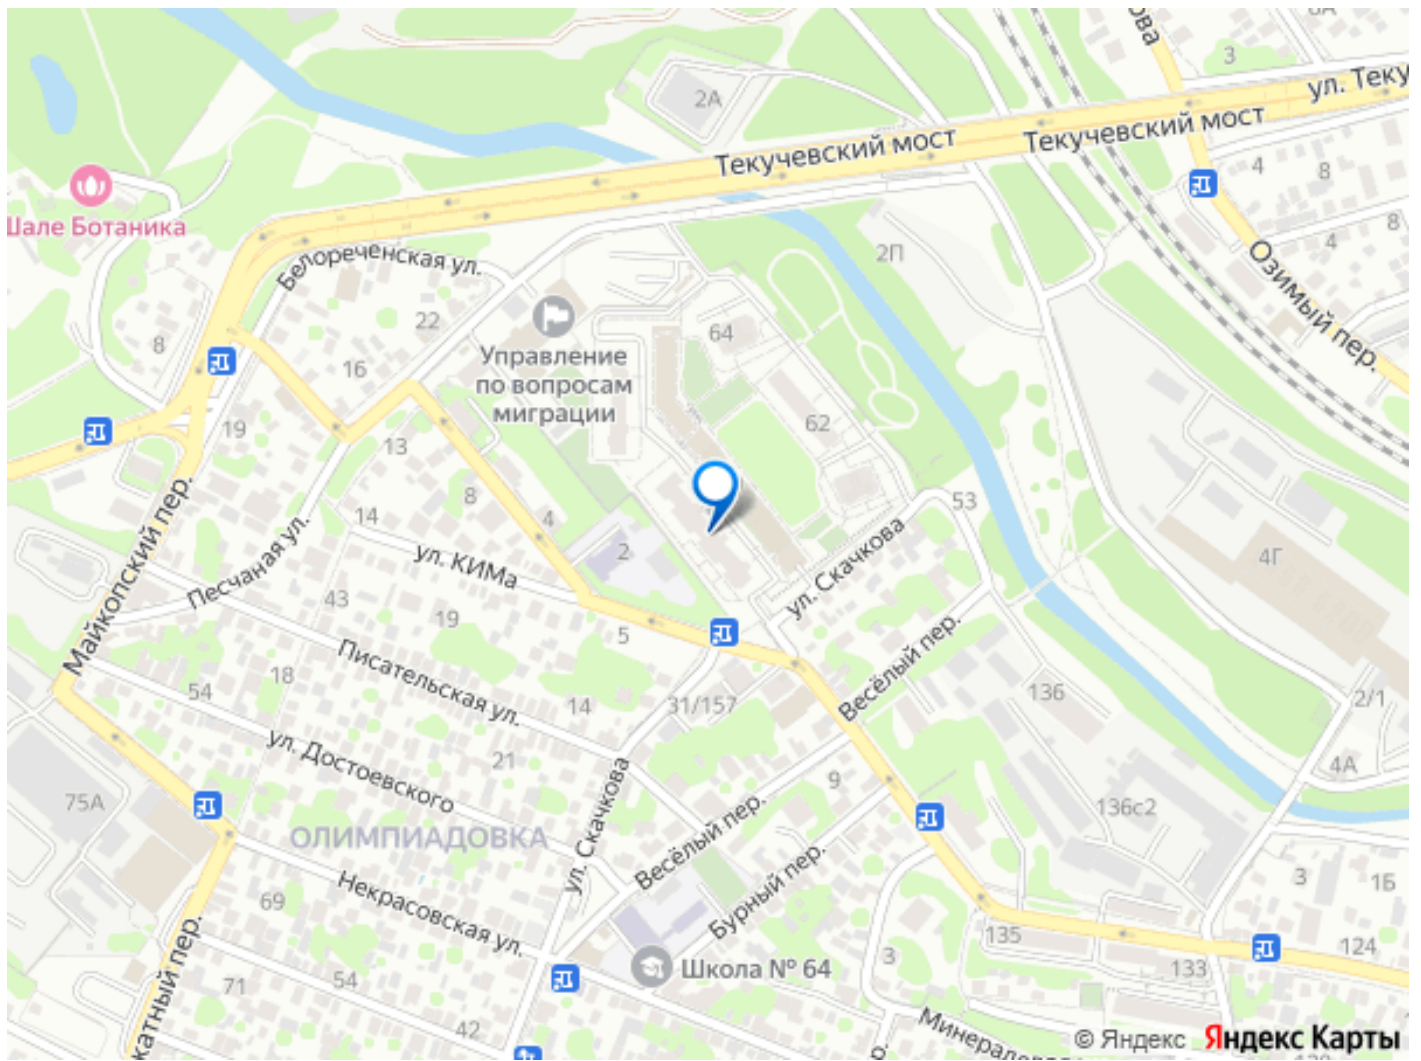 ова
6А
3
ул. Теку
2А
Текучевский мост
Текучевский мост
4
8
Шале Ботаника
8
4
2П
Белореченская ул.
Озимый пер.
22
64
8
16
Управление
по вопросам
миграции
62
19
13
8
53
14
4
4Г
Майкопский пер.
Песчаная ул.
ул. КИМа
2
ул. Скачкова
43
19
5
Весёлый пер.
Писательская ул.
18
54
14
31/157
136
2/1
ул. Достоевского
21
4А
75А
9
136с2
ОЛИМПИАДОВКА
ул. Скачкова
Весёлый пер.
Некрасовская ул.
Бурный пер.
3
1Б
69
катный пер.
135
124
Школа № 64
3
133
71
54
42
© Яндекс Яндекс Карты